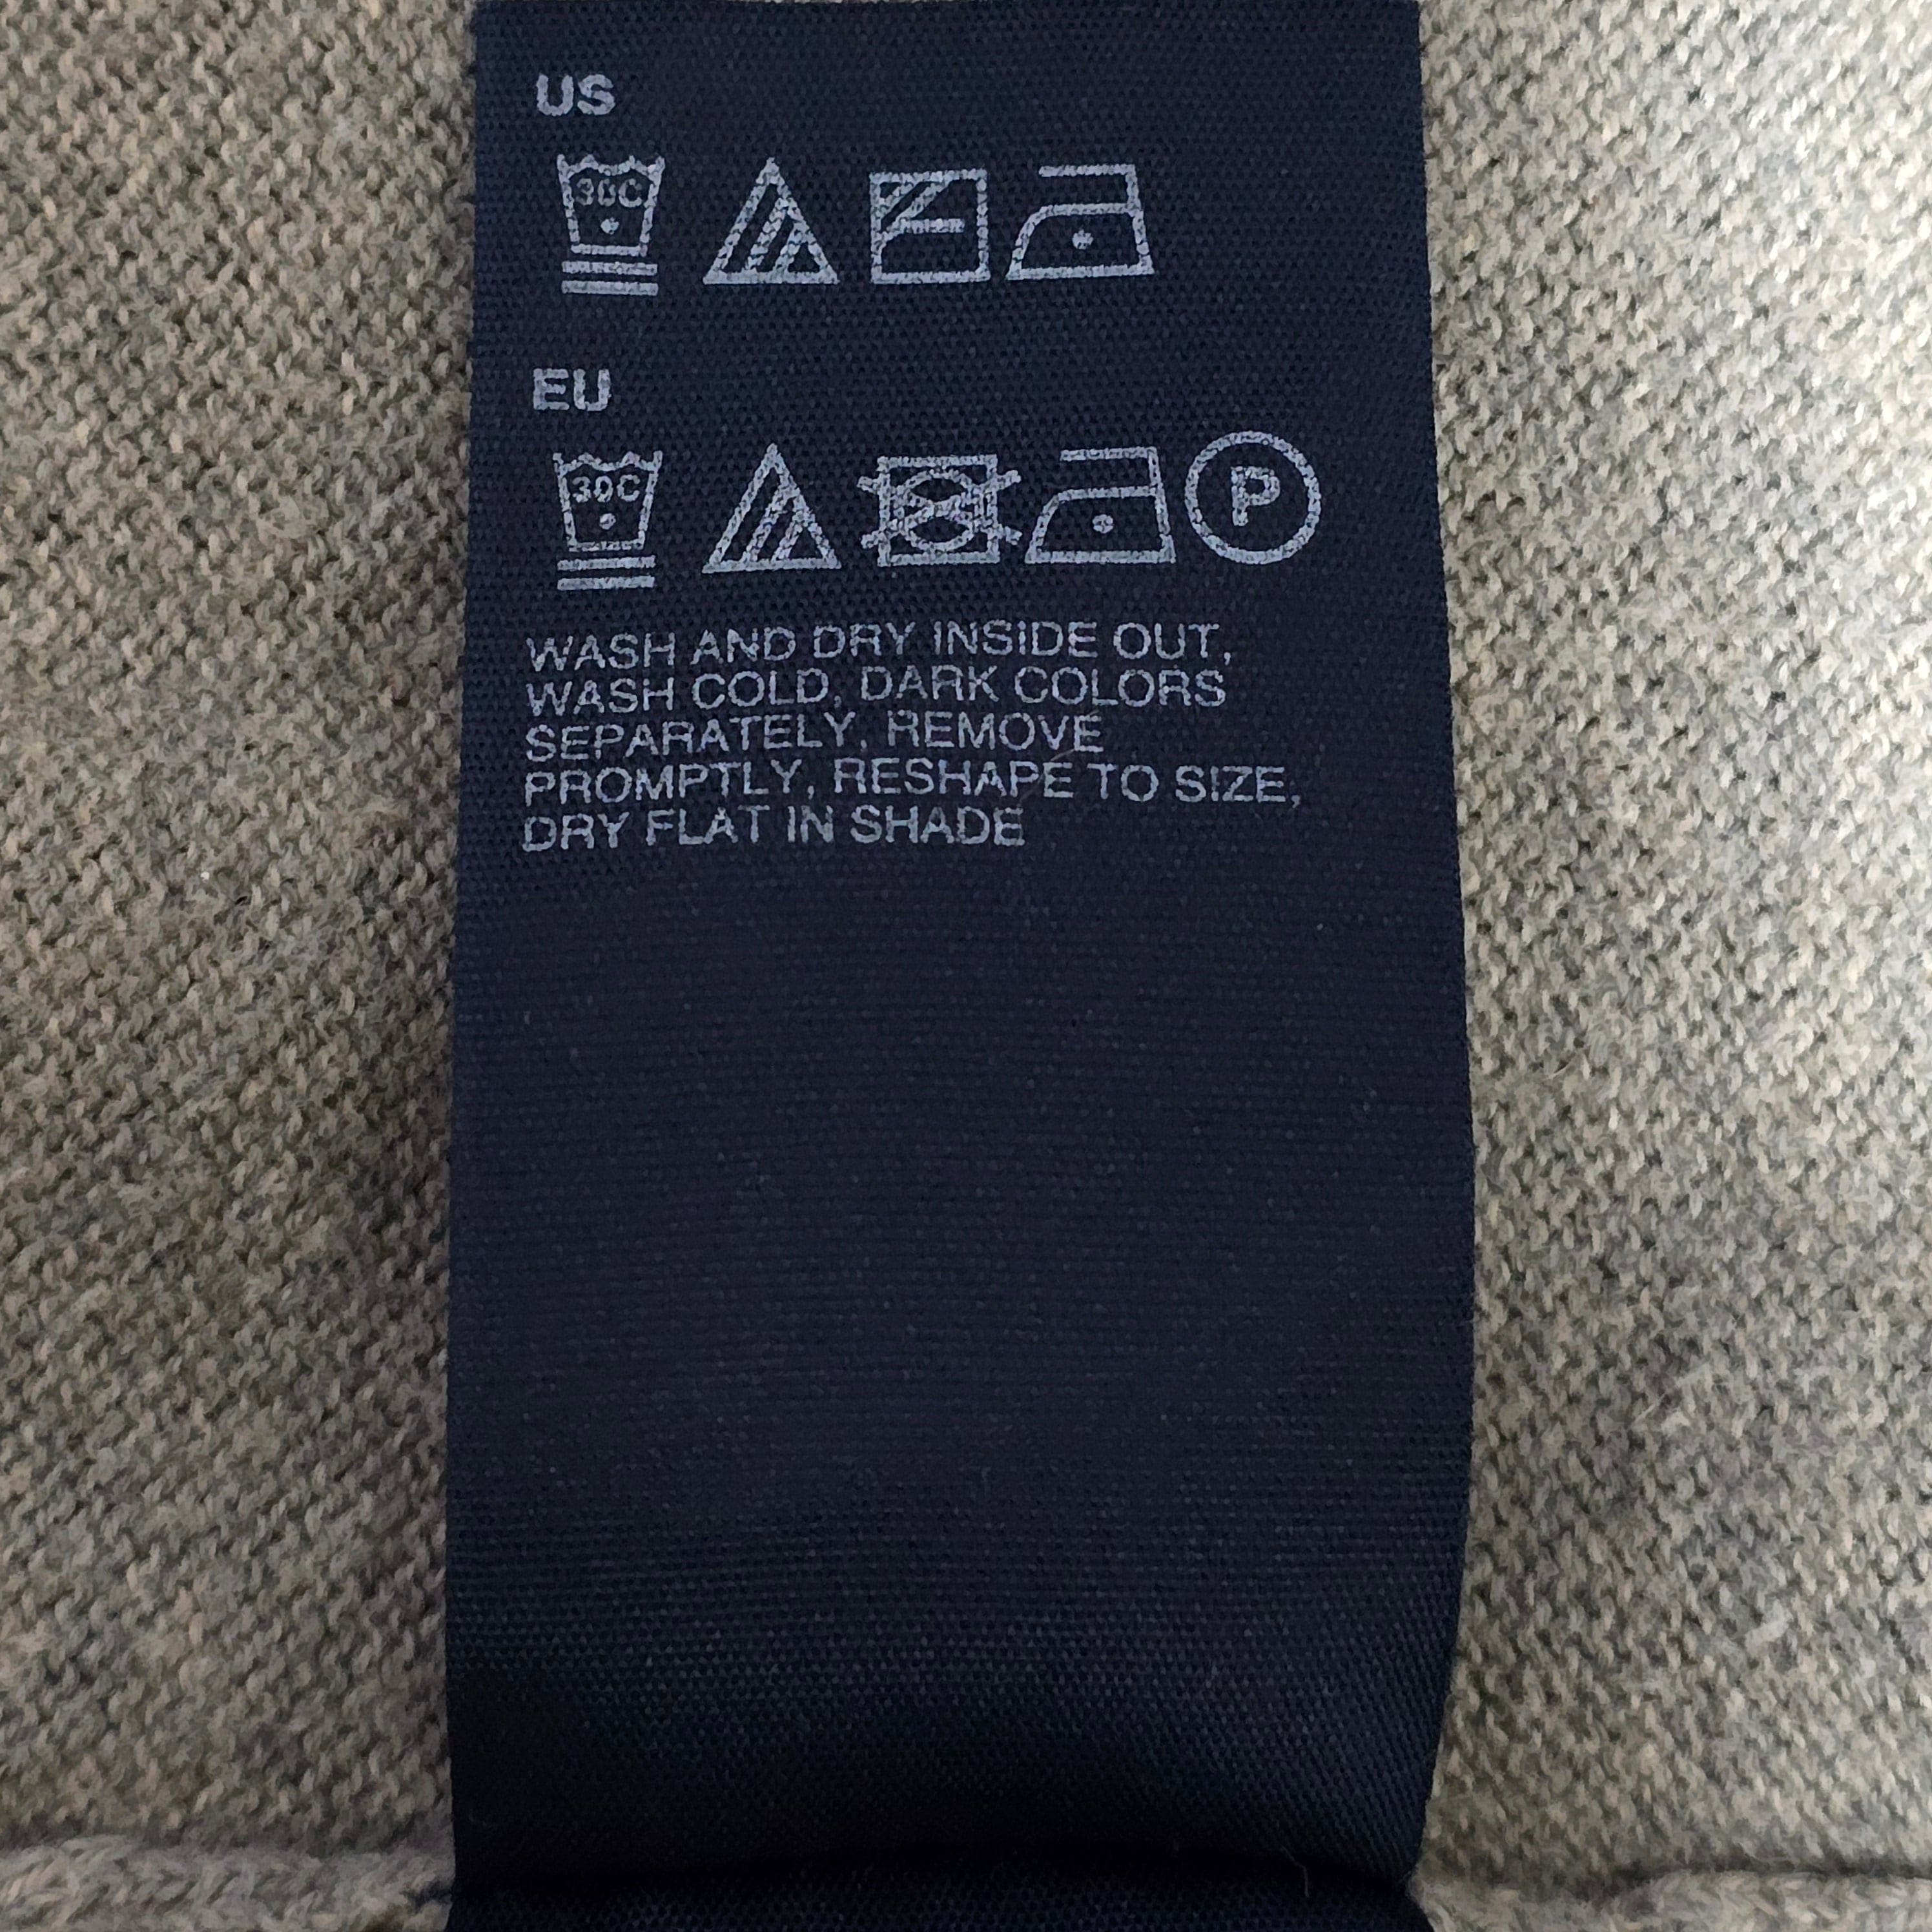 US
30C
EU
30C P
WASH AND DRY INSIDE OUT,
WASH COLD, DARK COLORS
SEPARATELY, REMOVE
PROMPTLY, RESHAPE TO SIZE,
DRY FLAT IN SHADE